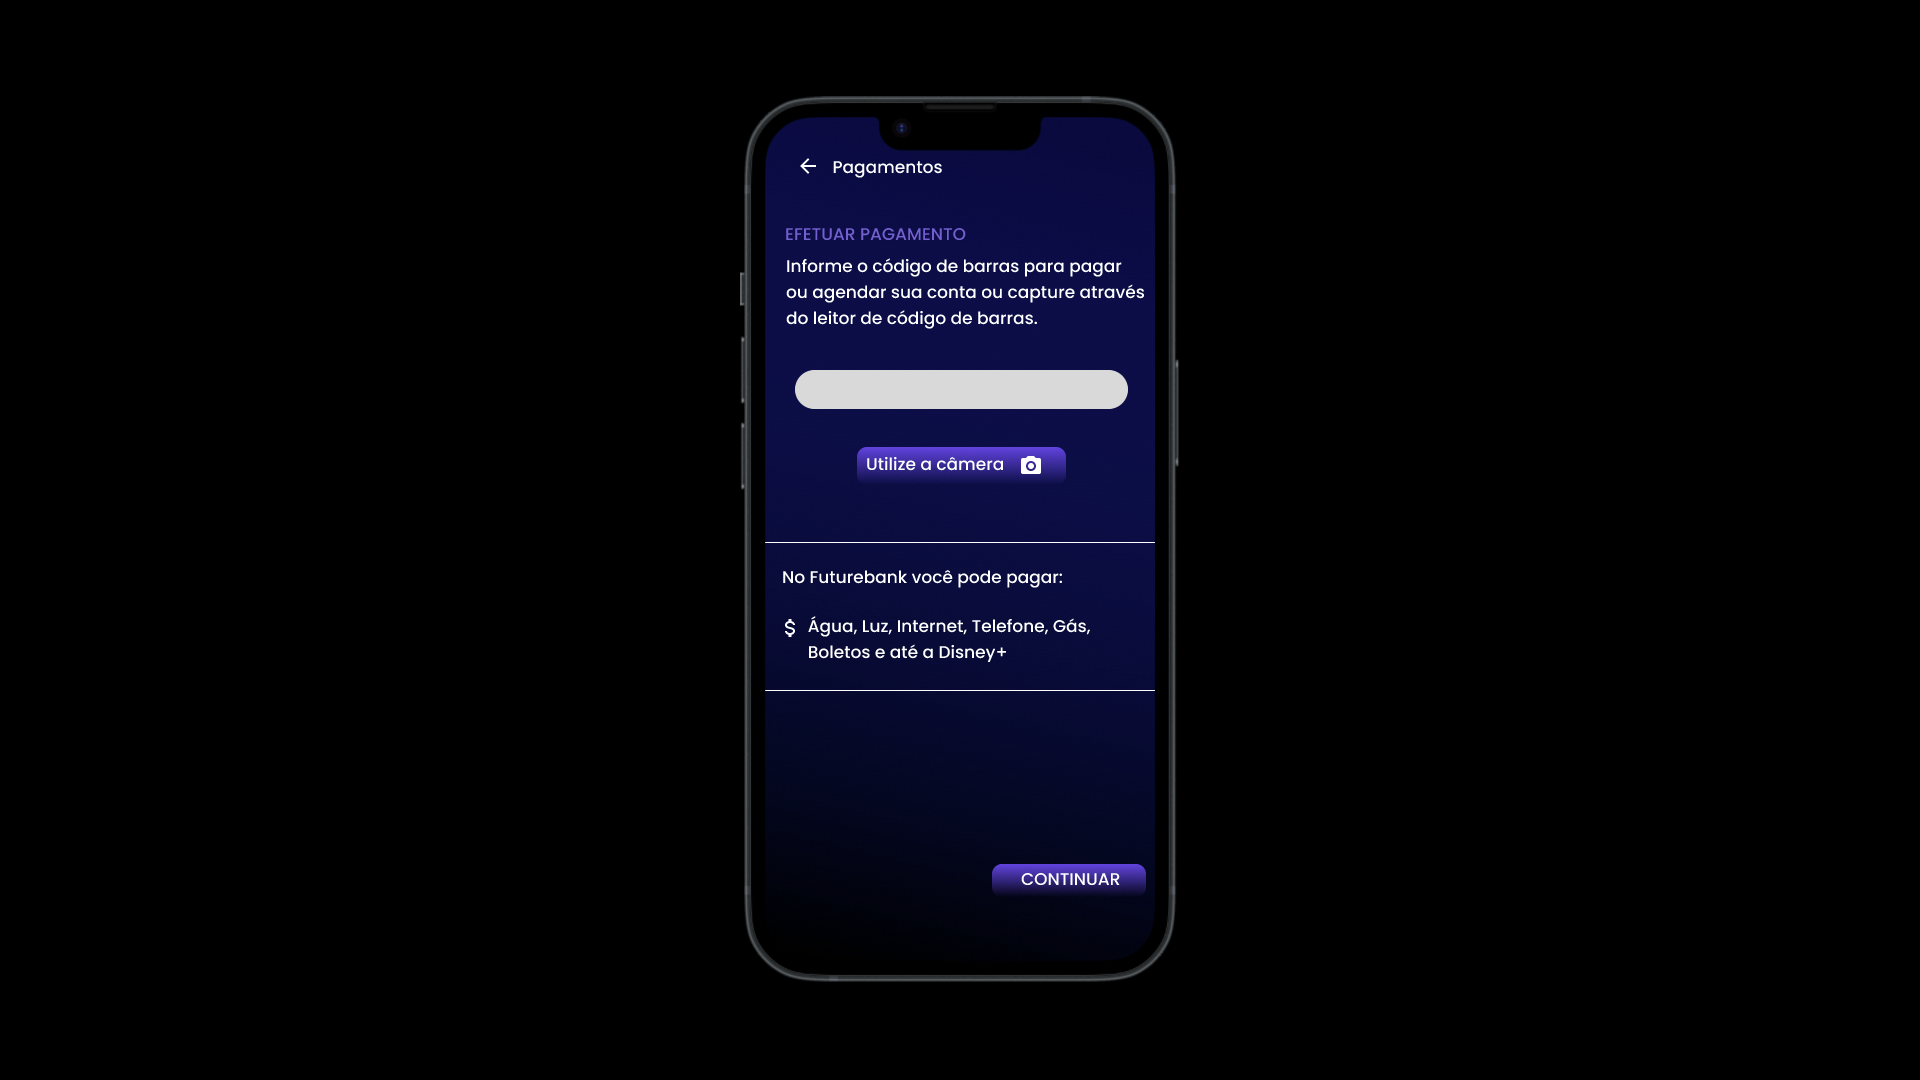 Pagamentos
EFETUAR PAGAMENTO
Informe o código de barras para pagar
ou agendar sua conta ou capture através
do leitor de código de barras.
Utilize a câmera
No Futurebank você pode pagar:
Água, Luz, Internet, Telefone, Gás,
Boletos e até a Disney+
CONTINUAR